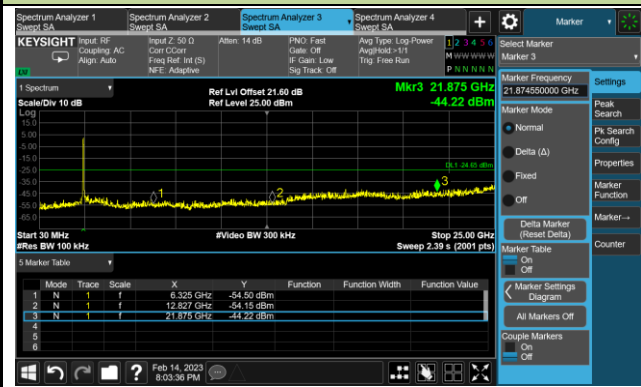 Spectrum Analyzer 1
Swept SA
Spectrum Analyzer 2
Swept SA
Spectrum Analyzer 3
Swept SA
Spectrum Analyzer 4
Swept SA
+
Marker
KEYSIGHT
Input: RF
Coupling: AC
Align: Auto
Input Z: 50 Ω
Corr CCorr
Freq Ref: Int (S)
NFE: Adaptive
Atten: 14 dB
PNO: Fast
Gate: Off
IF Gain: Low
Sig Track: Off
Avg Type: Log-Power
Avg|Hold:>1/1
Trig: Free Run
1 2 3 4 5 6
M W W W W W
P N N N N N
Select Marker
Marker 3
1 Spectrum
Scale/Div 10 dB
Log
Ref Lvl Offset 21.60 dB
Ref Level 25.00 dBm
Mkr3 21.875 GHz
-44.22 dBm
15.0
5.00
-5.00
-15.0
-25.0
-35.0
-45.0
-55.0
-65.0
DL1 -24.65 dBm
1
2
3
Start 30 MHz
#Res BW 100 kHz
#Video BW 300 kHz
Stop 25.00 GHz
Sweep 2.39 s (2001 pts)
5 Marker Table
Mode Trace Scale X Y Function Function Width Function Value
1 N 1 f 6.325 GHz -54.50 dBm
2 N 1 f 12.827 GHz -54.15 dBm
3 N 1 f 21.875 GHz -44.22 dBm
4
5
6
Marker Frequency
21.874550000 GHz
Marker Mode
Normal
Delta (Δ)
Fixed
Off
Delta Marker
(Reset Delta)
Marker Table
On
Off
Marker Settings
Diagram
All Markers Off
Couple Markers
On
Off
Settings
Peak
Search
Pk Search
Config
Properties
Marker
Function
Marker→
Counter
?
Feb 14, 2023
8:03:36 PM